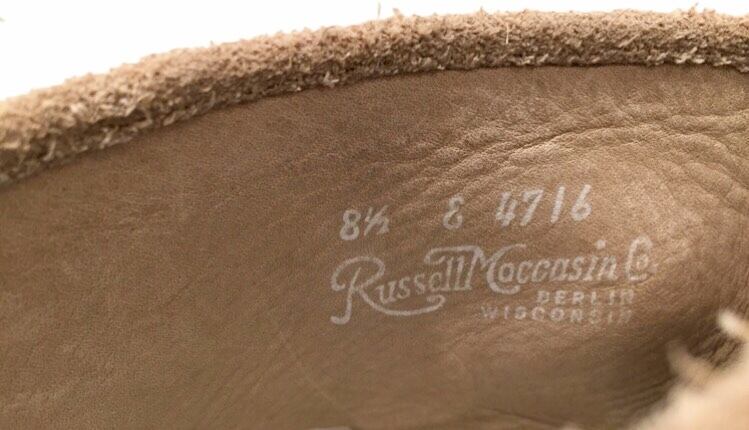 8½ E 4716
Russell Moccasin Co.
BERLIN
WISCONSIN